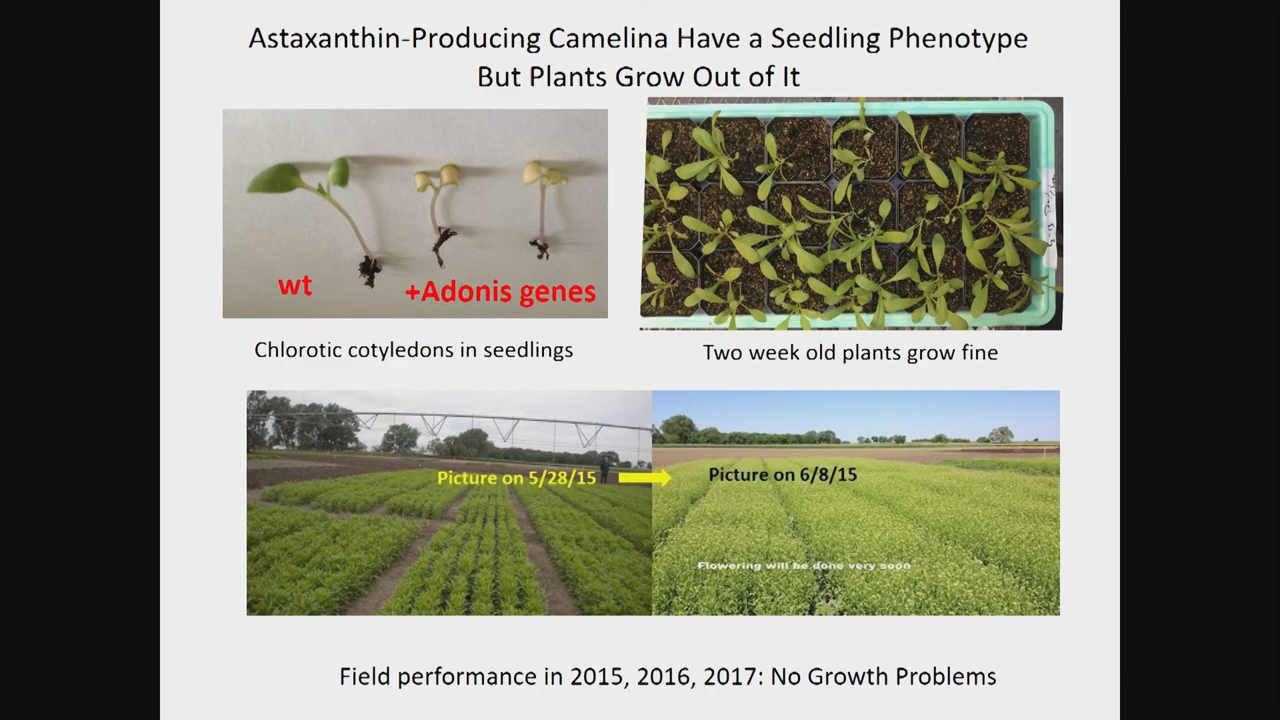 Astaxanthin-Producing Camelina Have a Seedling Phenotype
But Plants Grow Out of It
wt
+Adonis genes
Chlorotic cotyledons in seedlings
Two week old plants grow fine
Picture on 5/28/15
Picture on 6/8/15
Flowering will be done very soon
Field performance in 2015, 2016, 2017: No Growth Problems